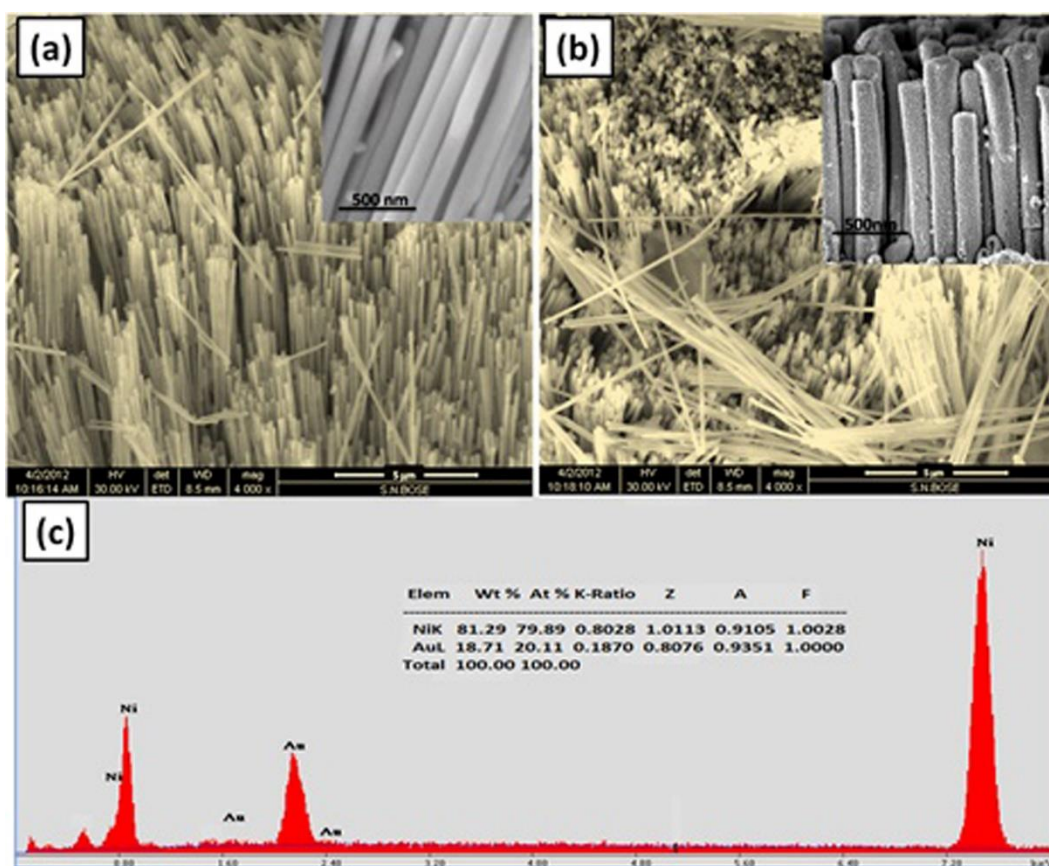 (a)
500 nm
4/2/2012 HV det WD mag 5 µm
10:16:14 AM 30.00 kV ETD 8.5 mm 4 000 x S.N.BOSE
(b)
500nm
4/2/2012 HV det WD mag 5µm
10:18:10 AM 30.00 kV ETD 8.5 mm 4 000 x S.N.BOSE
(c)
Ni
Elem Wt % At % K-Ratio Z A F
NiK 81.29 79.89 0.8028 1.0113 0.9105 1.0028
AuL 18.71 20.11 0.1870 0.8076 0.9351 1.0000
Total 100.00 100.00
Ni
Au
Ni
Au
Au
0.80 1.60 2.40 3.20 4.00 4.80 5.60 6.40 7.20